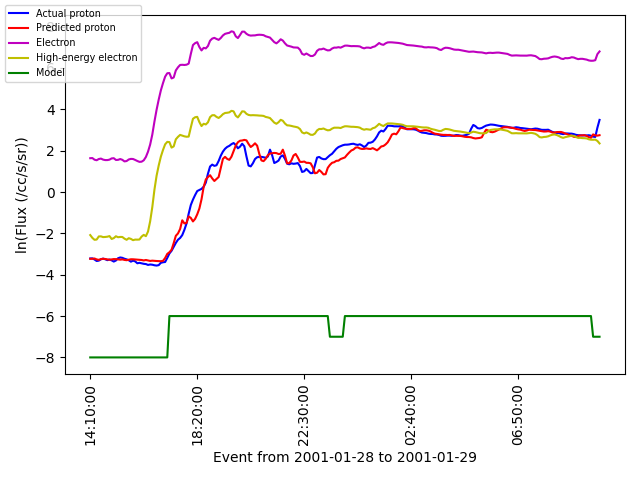 Actual proton
Predicted proton
Electron
High-energy electron
Model
8
6
4
2
0
−2
−4
−6
−8
ln(Flux (/cc/s/sr))
14:10:00
18:20:00
22:30:00
02:40:00
06:50:00
Event from 2001-01-28 to 2001-01-29